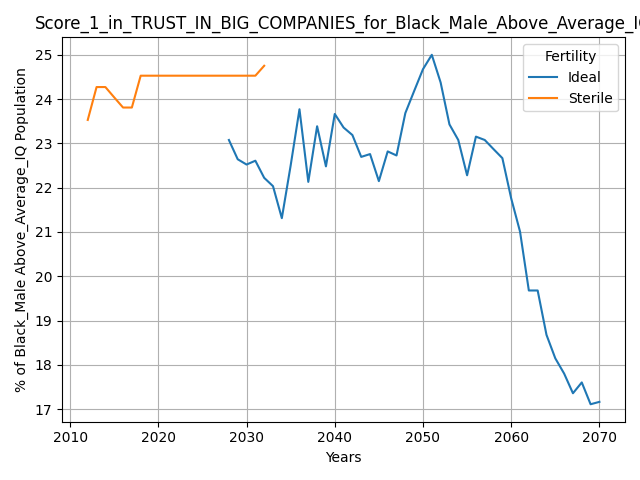 Score_1_in_TRUST_IN_BIG_COMPANIES_for_Black_Male_Above_Average_IQ
% of Black_Male Above_Average_IQ Population
25
24
23
22
21
20
19
18
17
Fertility
Ideal
Sterile
2010 2020 2030 2040 2050 2060 2070
Years